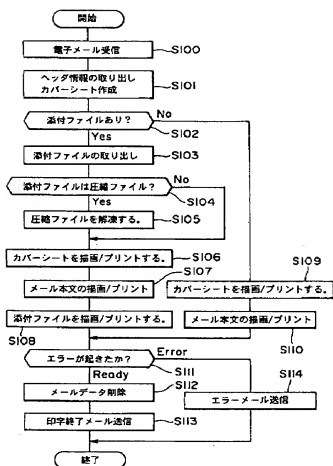 開始
電子メール受信
S100
ヘッダ情報の取り出し
カバーシート作成
S101
添付ファイルあり?
No
S102
Yes
添付ファイルの取り出し
S103
添付ファイルは圧縮ファイル?
No
S104
Yes
圧縮ファイルを解凍する。
S105
カバーシートを描画/プリントする。
S106
S107
S109
メール本文の描画/プリント
カバーシートを描画/プリントする。
添付ファイルを描画/プリントする。
メール本文の描画/プリント
S108
S110
エラーが起きたか?
Error
S111
Ready
S112
S114
メールデータ削除
エラーメール送信
S113
印字終了メール送信
終了